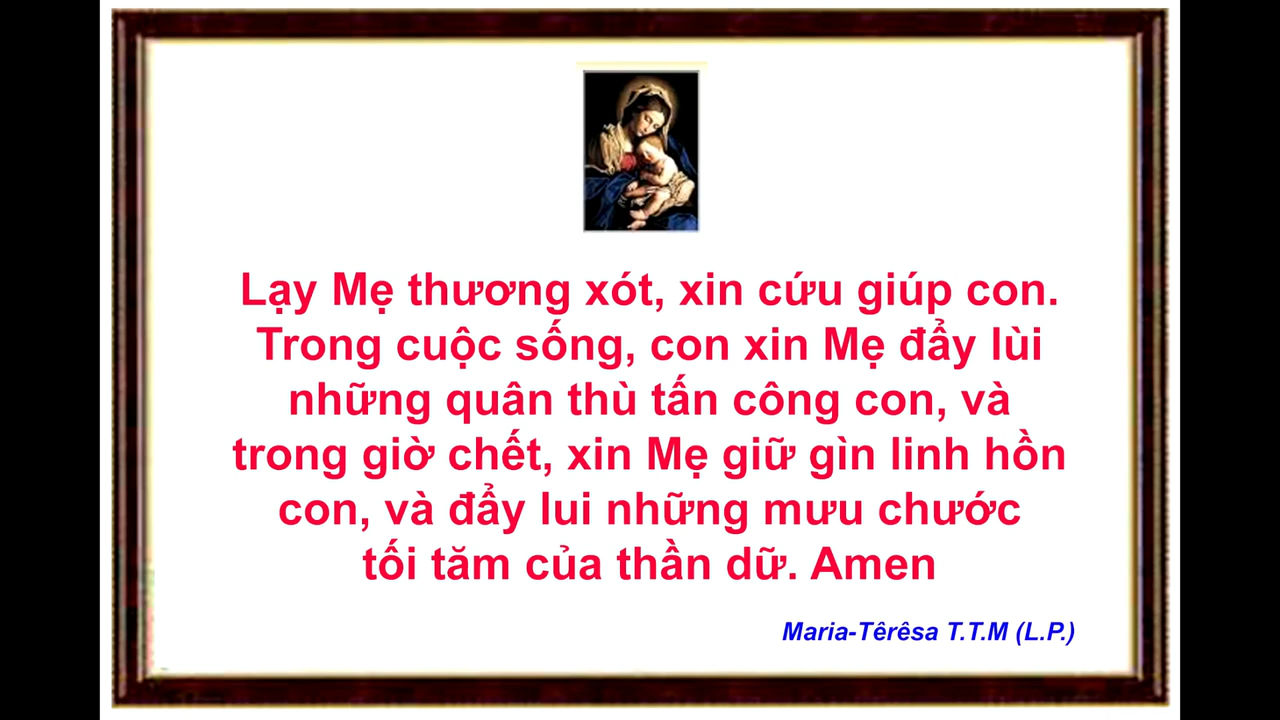 Lạy Mẹ thương xót, xin cứu giúp con.
Trong cuộc sống, con xin Mẹ đẩy lùi
những quân thù tấn công con, và
trong giờ chết, xin Mẹ giữ gìn linh hồn
con, và đẩy lui những mưu chước
tối tăm của thần dữ. Amen
Maria-Têrêsa T.T.M (L.P.)